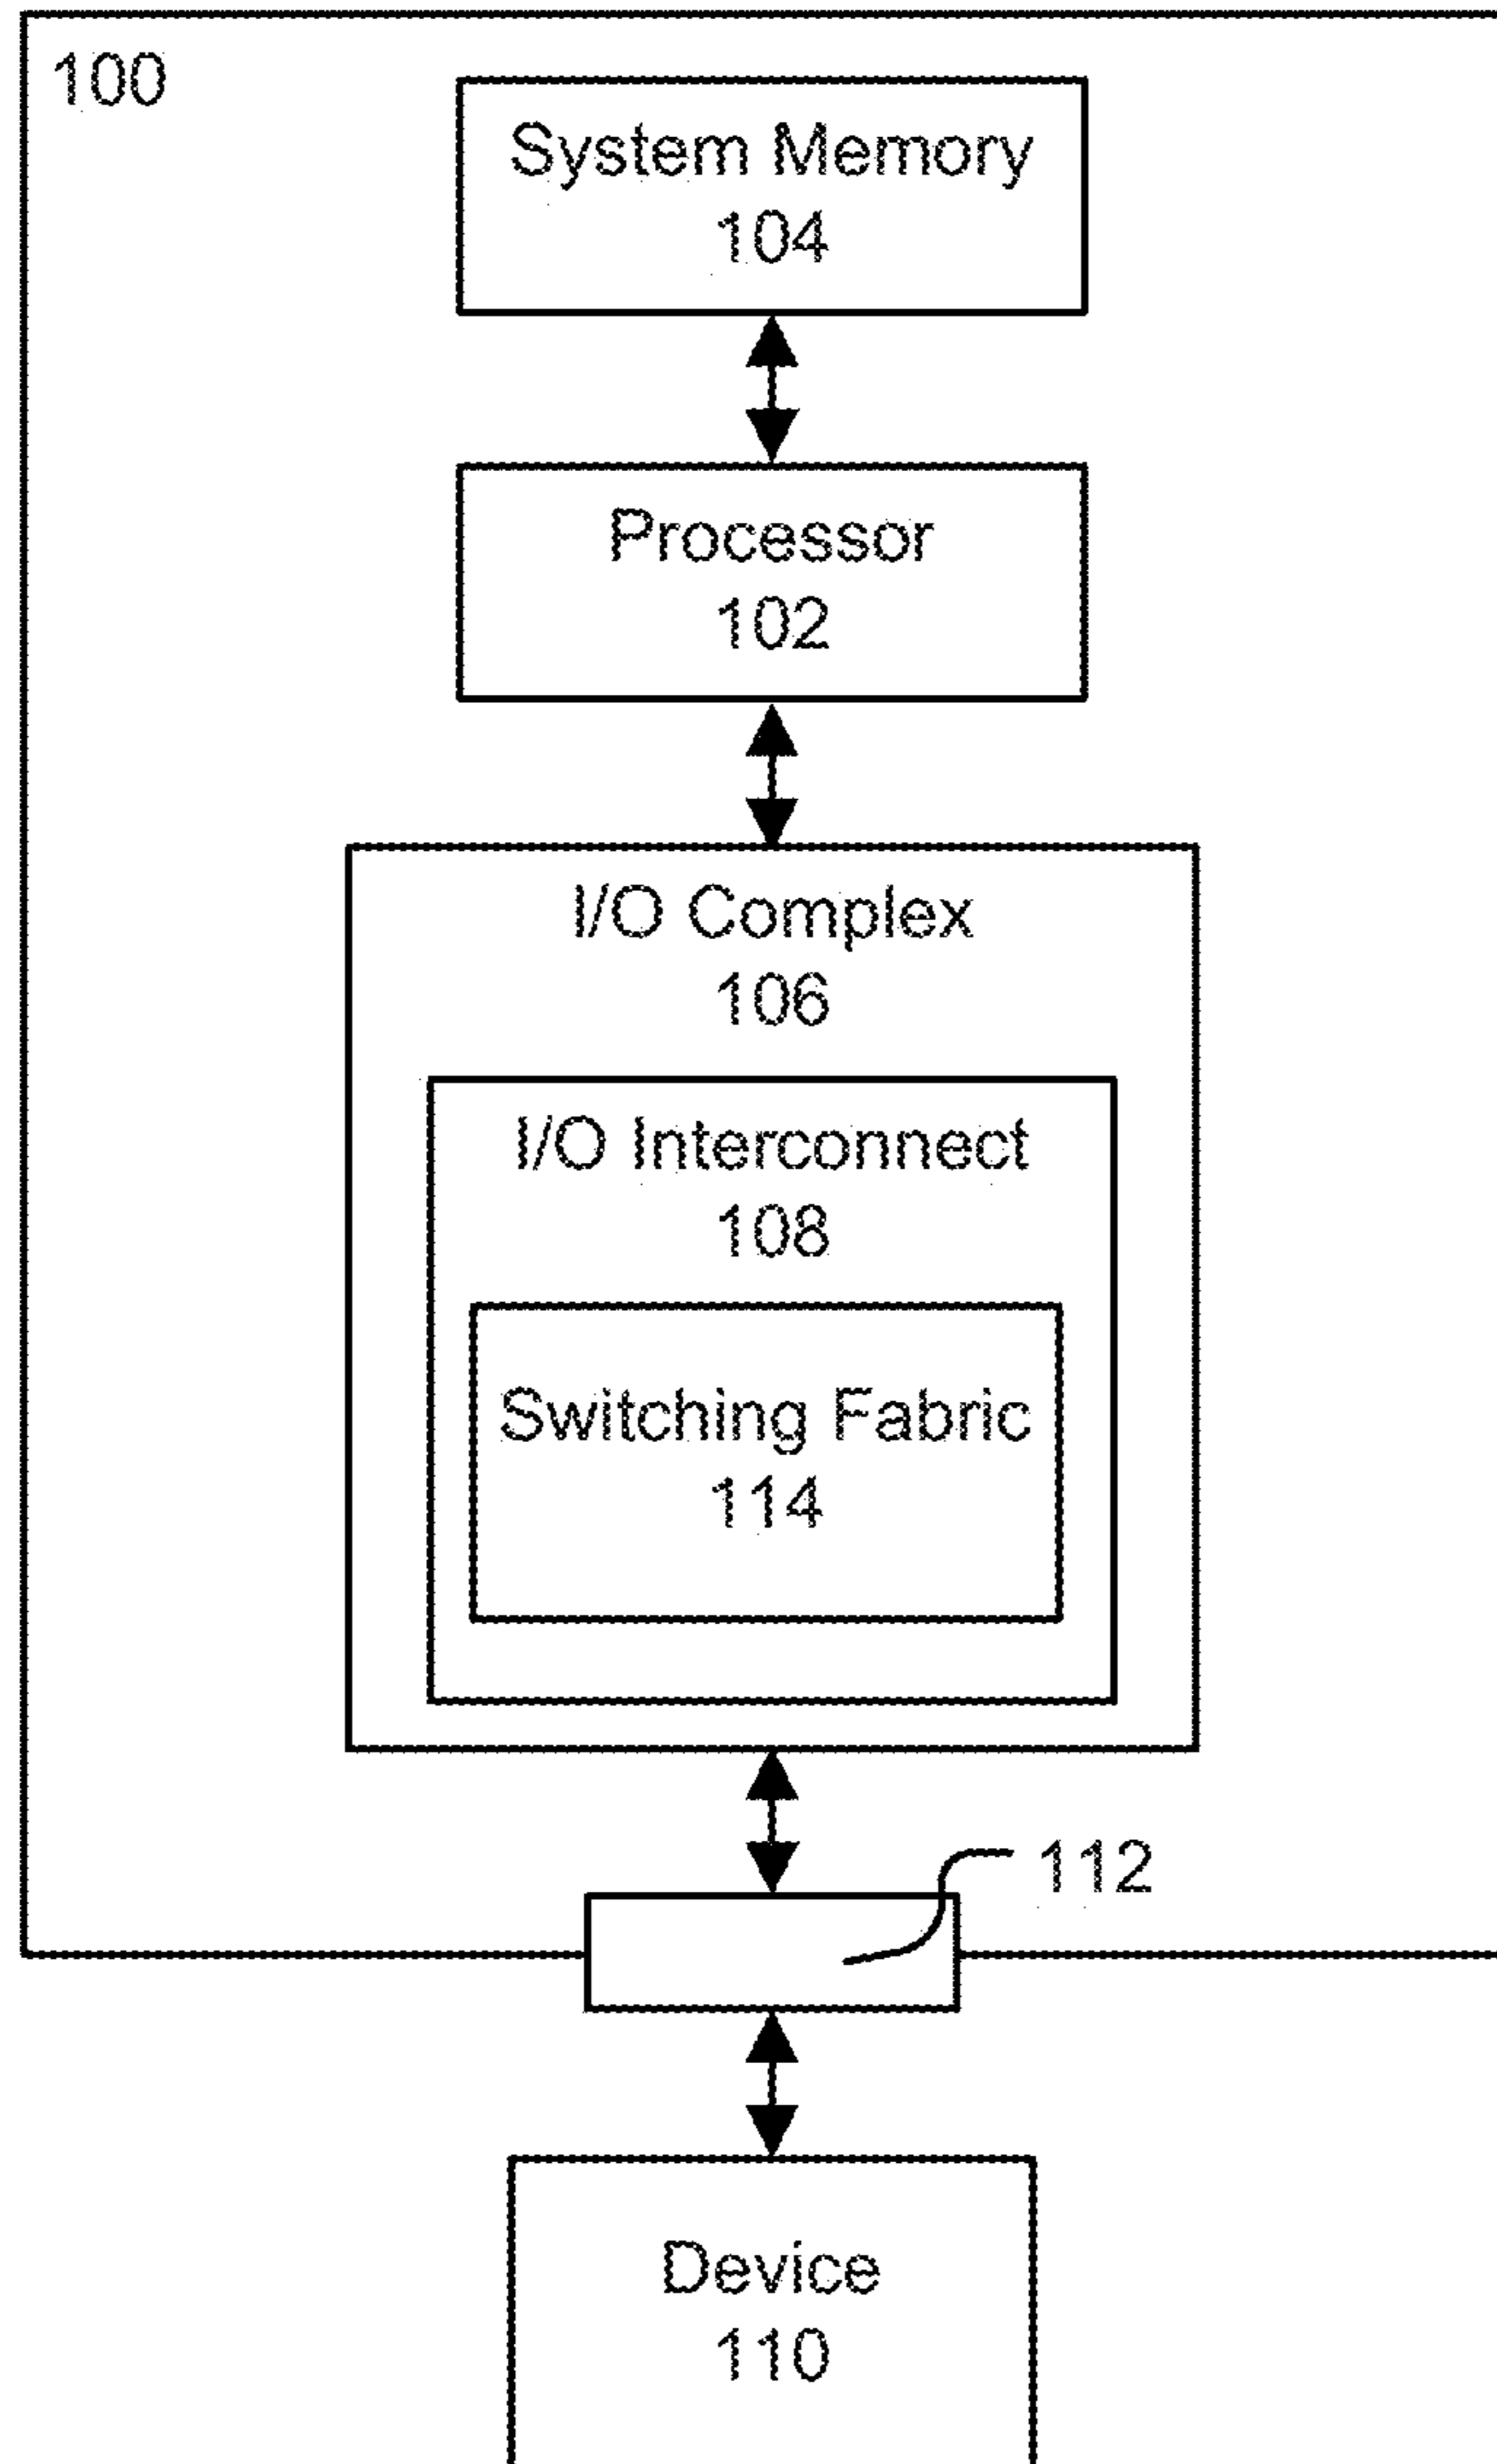 100
System Memory
104
Processor
102
I/O Complex
106
I/O Interconnect
108
Switching Fabric
114
112
Device
110